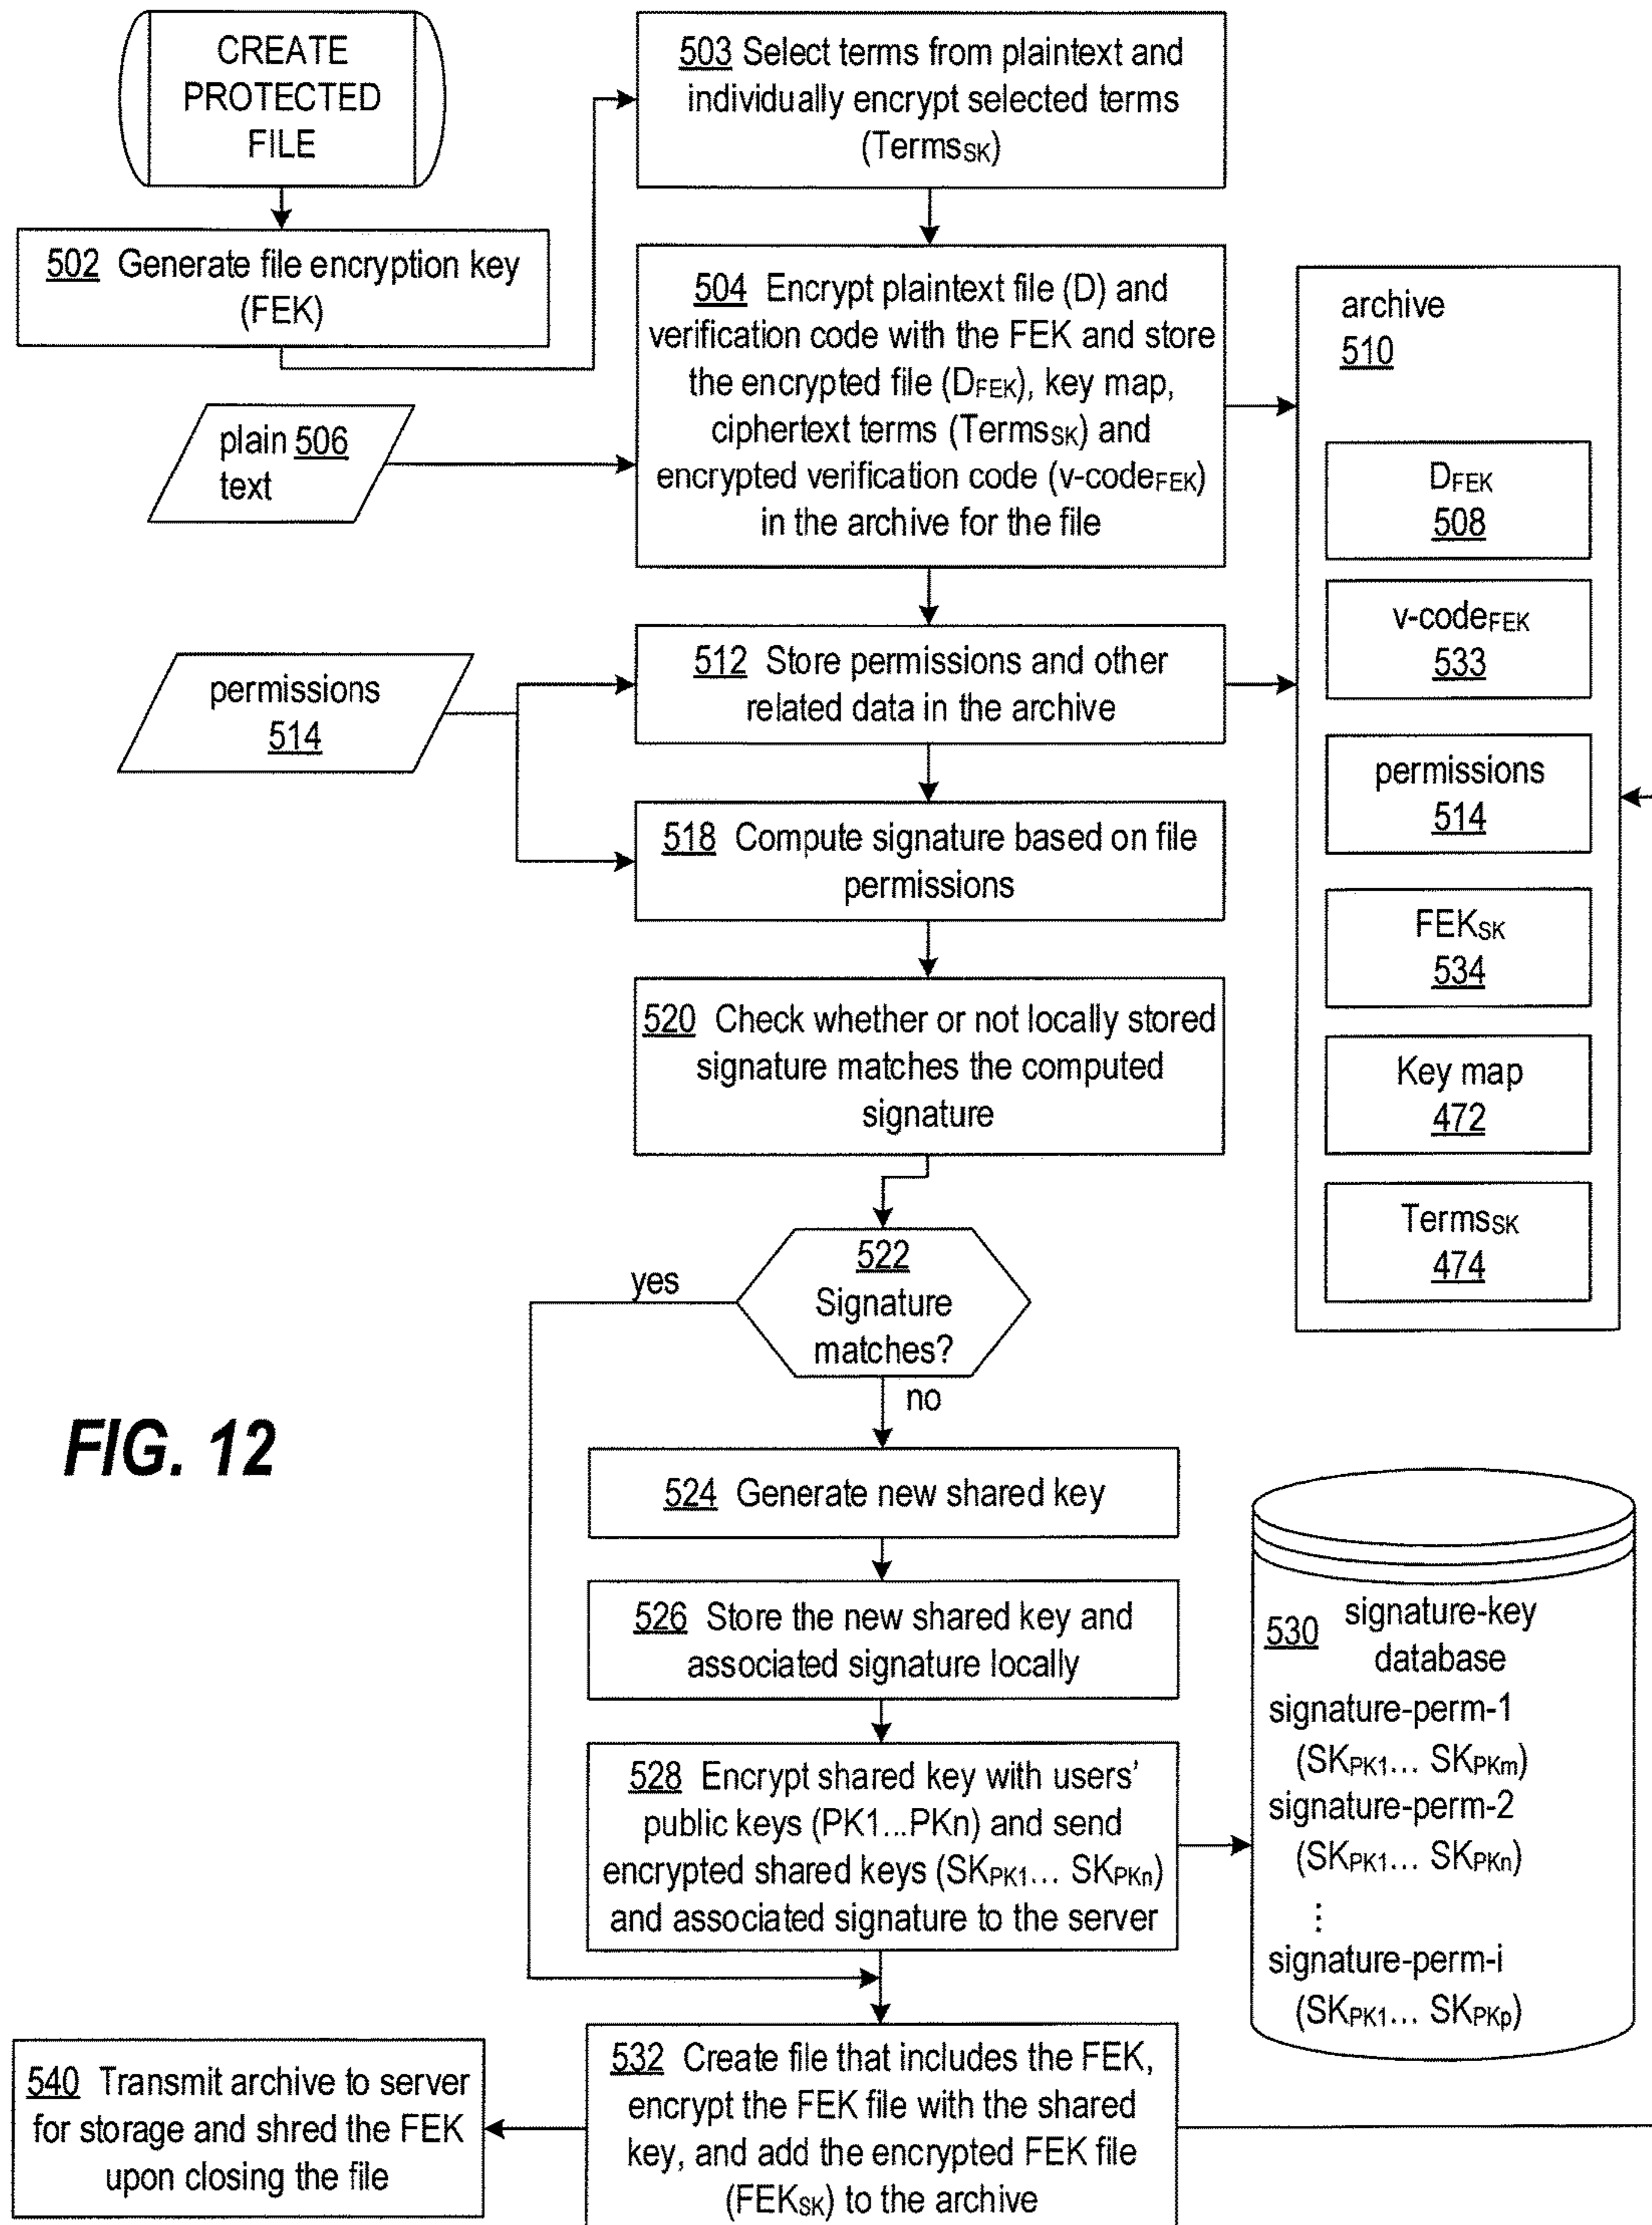 CREATE
PROTECTED
FILE
502 Generate file encryption key
(FEK)
503 Select terms from plaintext and
individually encrypt selected terms
(TermsSK)
504 Encrypt plaintext file (D) and
verification code with the FEK and store
the encrypted file (DFEK), key map,
ciphertext terms (TermsSK) and
encrypted verification code (v-codeFEK)
in the archive for the file
plain 506
text
archive
510
DFEK
508
v-codeFEK
533
permissions
514
FEKSK
534
Key map
472
TermsSK
474
permissions
514
512 Store permissions and other
related data in the archive
518 Compute signature based on file
permissions
520 Check whether or not locally stored
signature matches the computed
signature
522
Signature
matches?
yes
no
FIG. 12
524 Generate new shared key
526 Store the new shared key and
associated signature locally
528 Encrypt shared key with users’
public keys (PK1...PKn) and send
encrypted shared keys (SKPK1... SKPKn)
and associated signature to the server
530 signature-key
database
signature-perm-1
(SKPK1... SKPKm)
signature-perm-2
(SKPK1... SKPKn)
⋮
signature-perm-i
(SKPK1... SKPKp)
532 Create file that includes the FEK,
encrypt the FEK file with the shared
key, and add the encrypted FEK file
(FEKSK) to the archive
540 Transmit archive to server
for storage and shred the FEK
upon closing the file